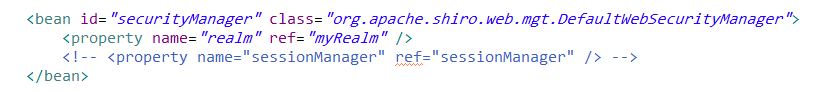 <bean id="securityManager" class="org.apache.shiro.web.mgt.DefaultWebSecurityManager">
<property name="realm" ref="myRealm" />
<!-- <property name="sessionManager" ref="sessionManager" /> -->
</bean>